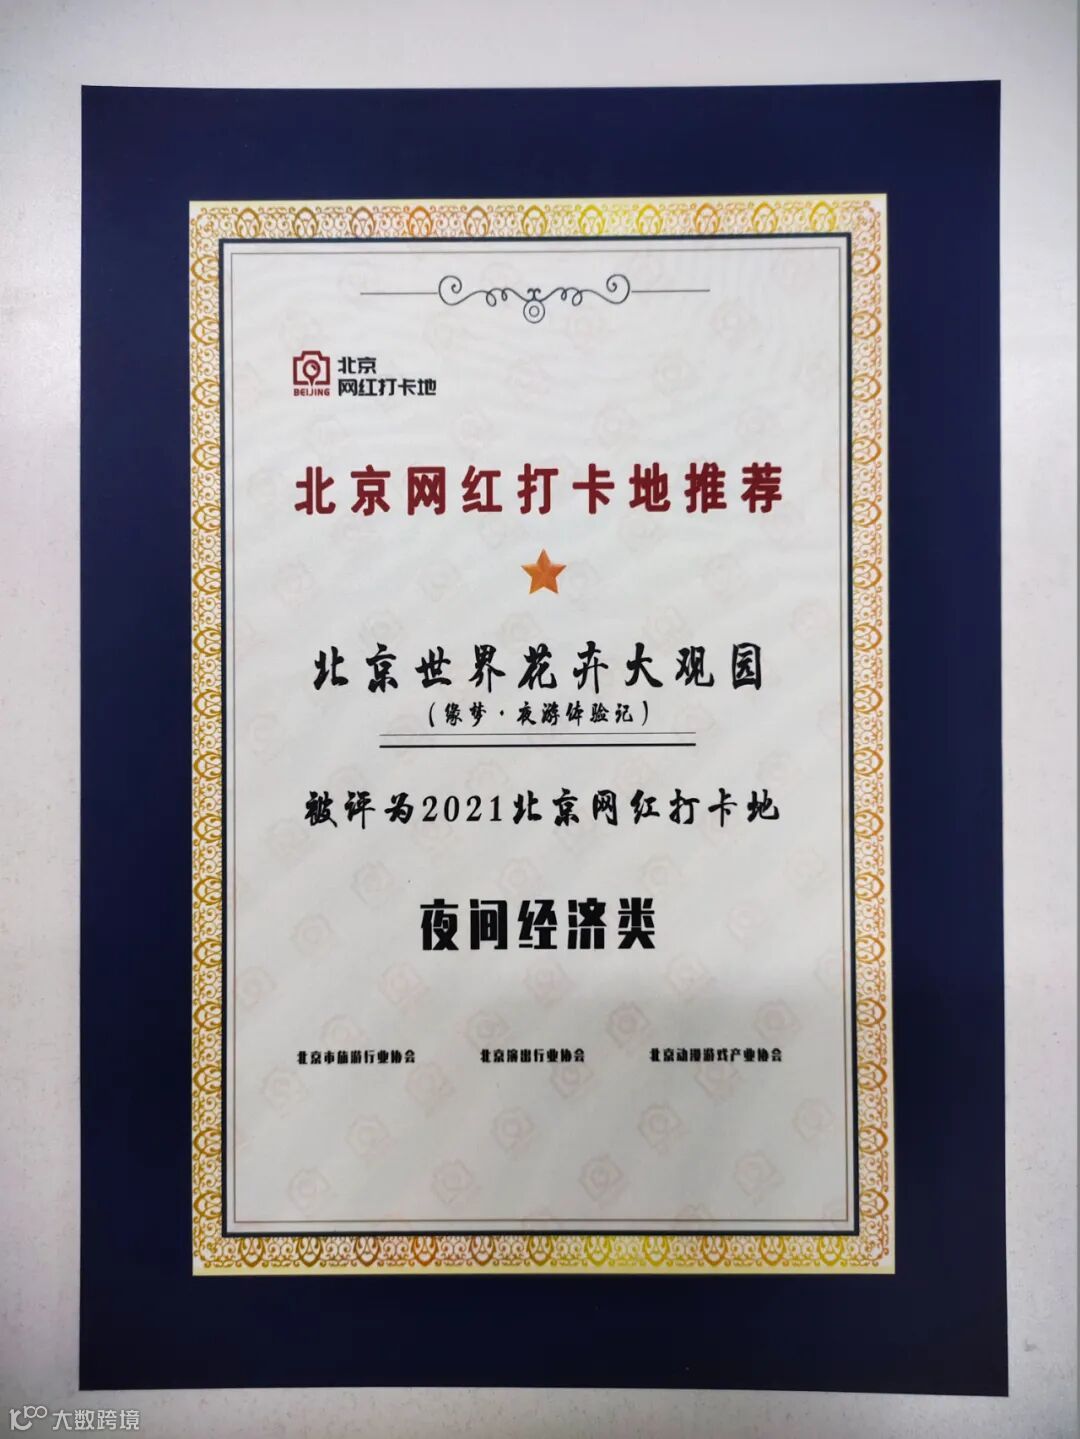 北京
网红打卡地
BEIJING
北京网红打卡地推荐
北京世界花卉大观园
(缘梦·夜游体验记)
被评为2021北京网红打卡地
夜间经济类
北京市旅游行业协会
北京演出行业协会
北京动漫游戏产业协会
大数跨境